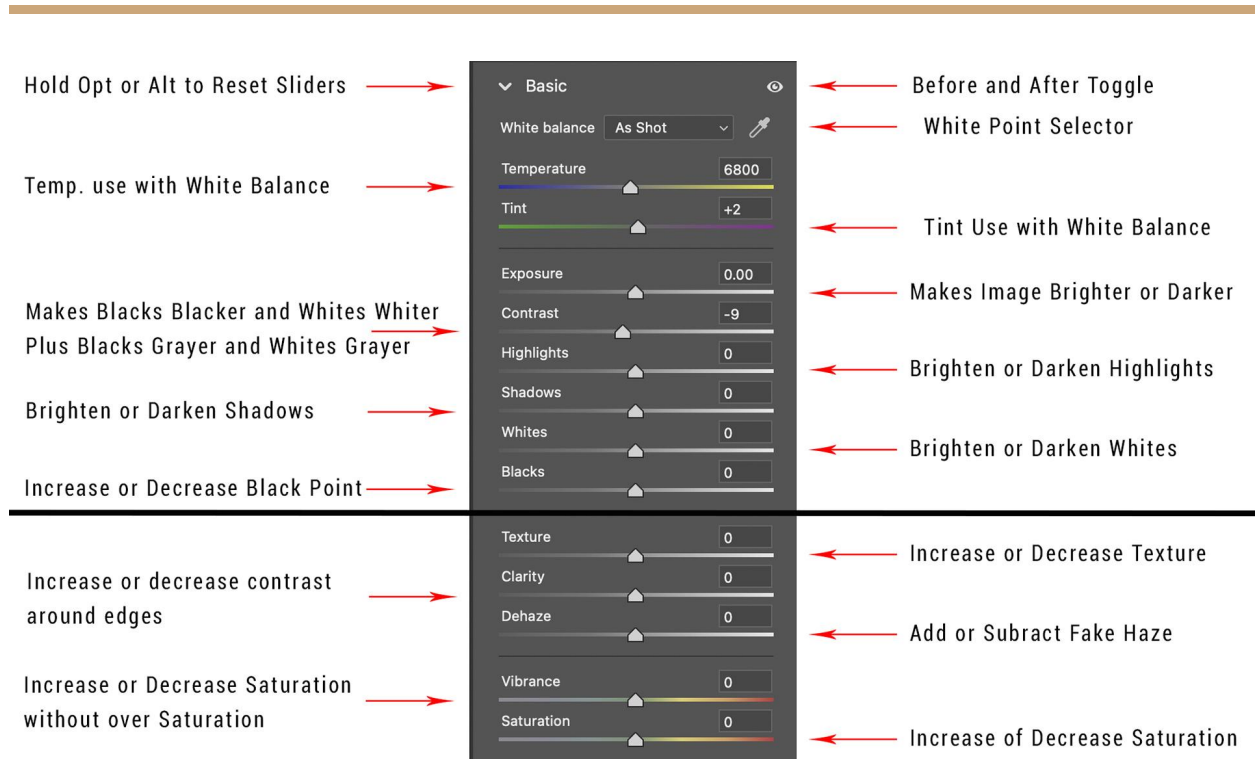 Hold Opt or Alt to Reset Sliders
Basic
Before and After Toggle
White balance As Shot
White Point Selector
Temperature 6800
Temp. use with White Balance
Tint +2
Tint Use with White Balance
Exposure 0.00
Makes Image Brighter or Darker
Makes Blacks Blacker and Whites Whiter
Plus Blacks Grayer and Whites Grayer
Contrast -9
Highlights 0
Brighten or Darken Highlights
Shadows 0
Brighten or Darken Shadows
Whites 0
Brighten or Darken Whites
Blacks 0
Increase or Decrease Black Point
Texture 0
Increase or Decrease Texture
Clarity 0
Increase or decrease contrast
around edges
Dehaze 0
Add or Subract Fake Haze
Vibrance 0
Increase or Decrease Saturation
without over Saturation
Saturation 0
Increase of Decrease Saturation